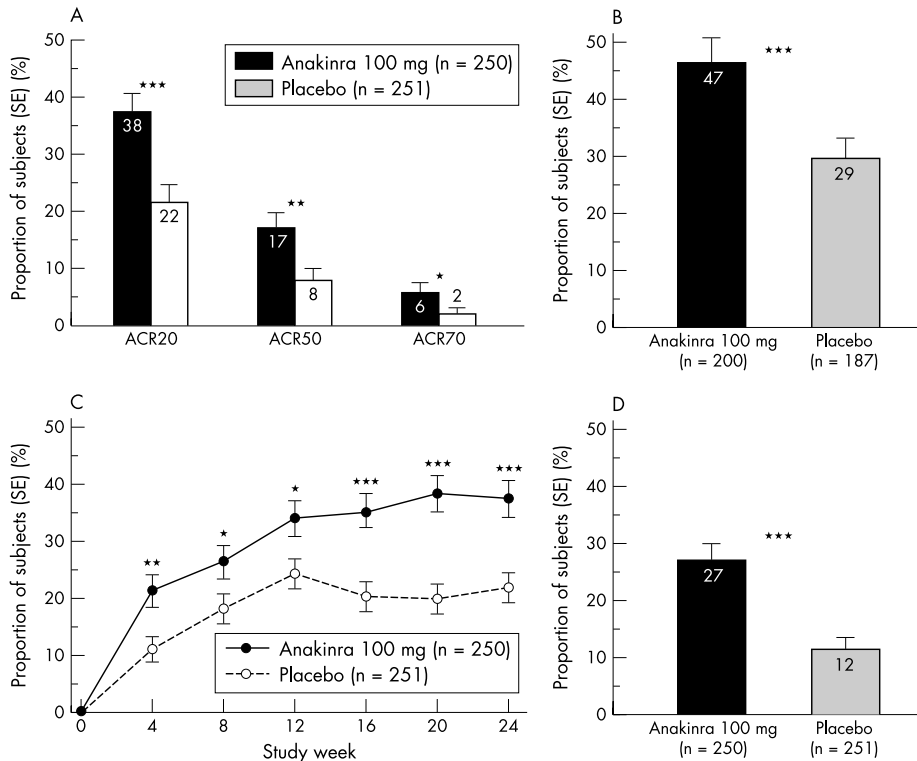 A
Proportion of subjects (SE) (%)
50
40
30
20
10
0
Anakinra 100 mg (n = 250)
Placebo (n = 251)
★★★
38
22
★★
17
8
★
6
2
ACR20 ACR50 ACR70
B
Proportion of subjects (SE) (%)
50
40
30
20
10
0
★★★
47
29
Anakinra 100 mg Placebo
(n = 200) (n = 187)
C
Proportion of subjects (SE) (%)
50
40
30
20
10
0
★★ ★ ★ ★★★ ★★★ ★★★
Anakinra 100 mg (n = 250)
Placebo (n = 251)
0 4 8 12 16 20 24
Study week
D
Proportion of subjects (SE) (%)
50
40
30
20
10
0
★★★
27
12
Anakinra 100 mg Placebo
(n = 250) (n = 251)